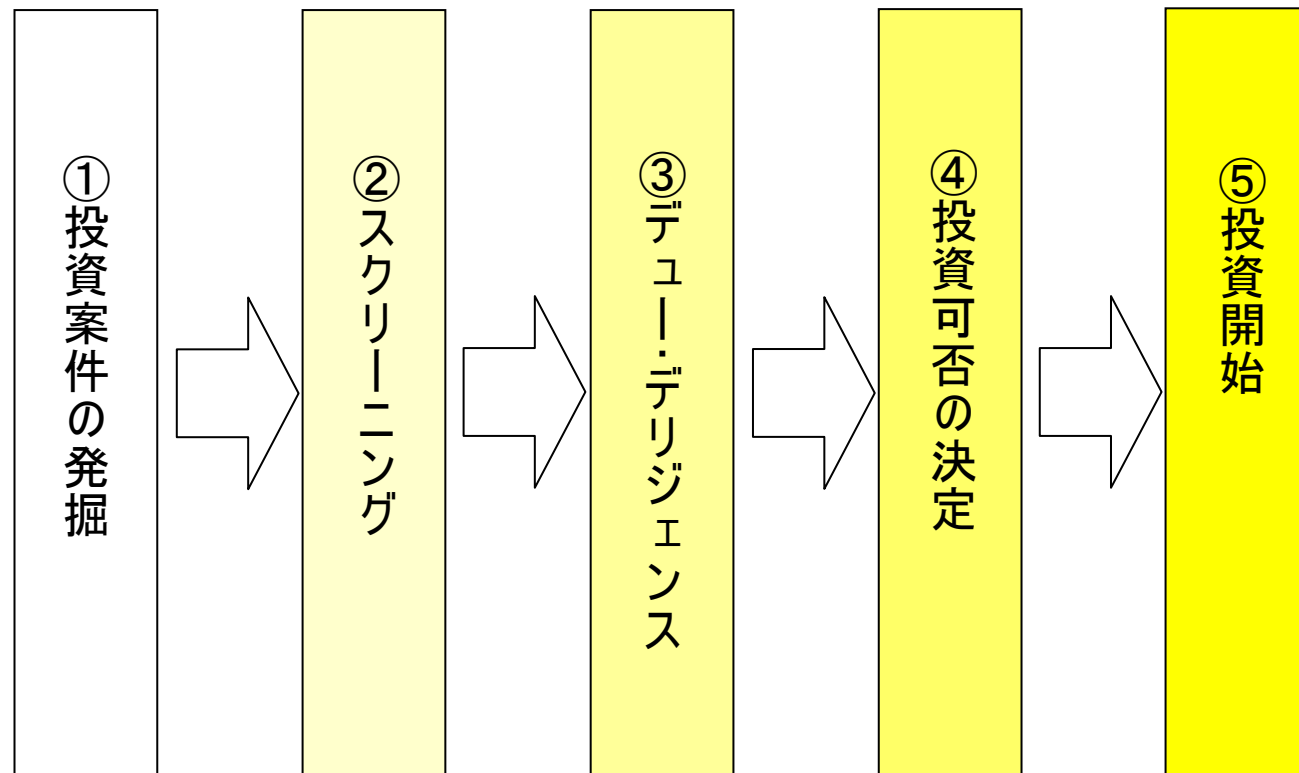 ①投資案件の発掘
②スクリーニング
③デュー・デリジェンス
④投資可否の決定
⑤投資開始